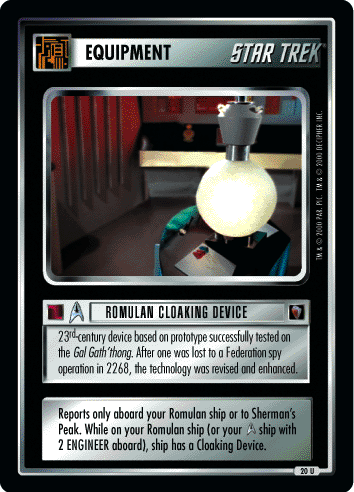 EQUIPMENT
STAR TREK
TM & © 2000 PAR. PIC. TM & © 2000 DECIPHER INC.
ROMULAN CLOAKING DEVICE
23rd-century device based on prototype successfully tested on
the Gal Gath'thong. After one was lost to a Federation spy
operation in 2268, the technology was revised and enhanced.
Reports only aboard your Romulan ship or to Sherman's
Peak. While on your Romulan ship (or your ship with
2 ENGINEER aboard), ship has a Cloaking Device.
20 U